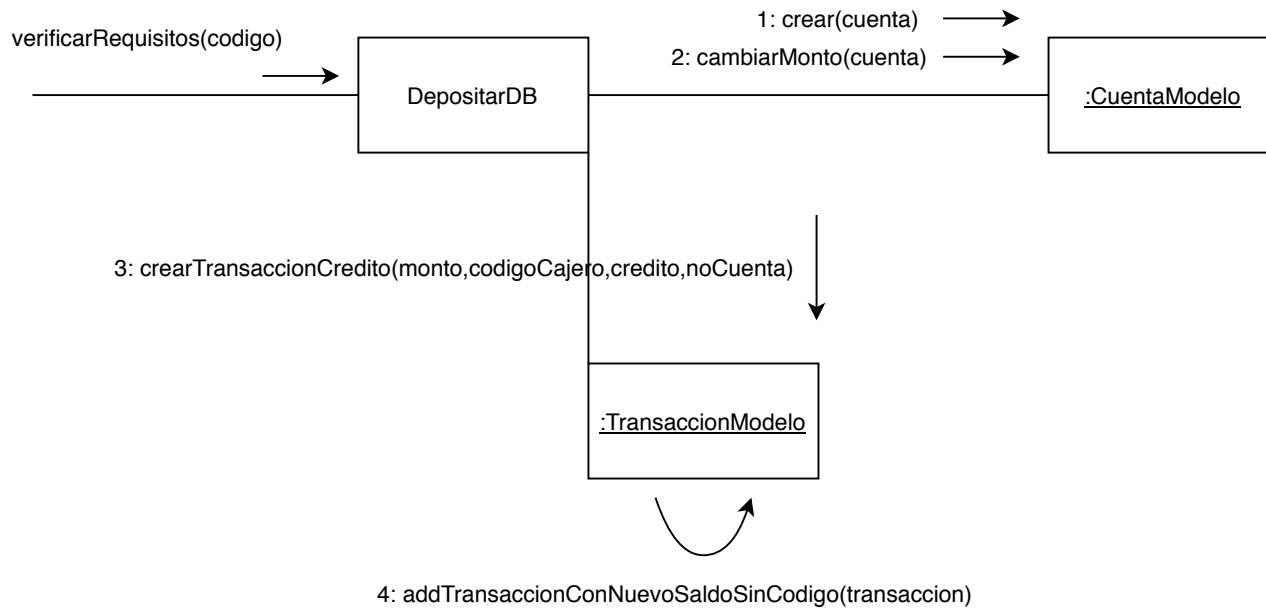 1: crear(cuenta)
verificarRequisitos(codigo)
2: cambiarMonto(cuenta)
DepositarDB
:CuentaModelo
3: crearTransaccionCredito(monto,codigoCajero,credito,noCuenta)
:TransaccionModelo
4: addTransaccionConNuevoSaldoSinCodigo(transaccion)